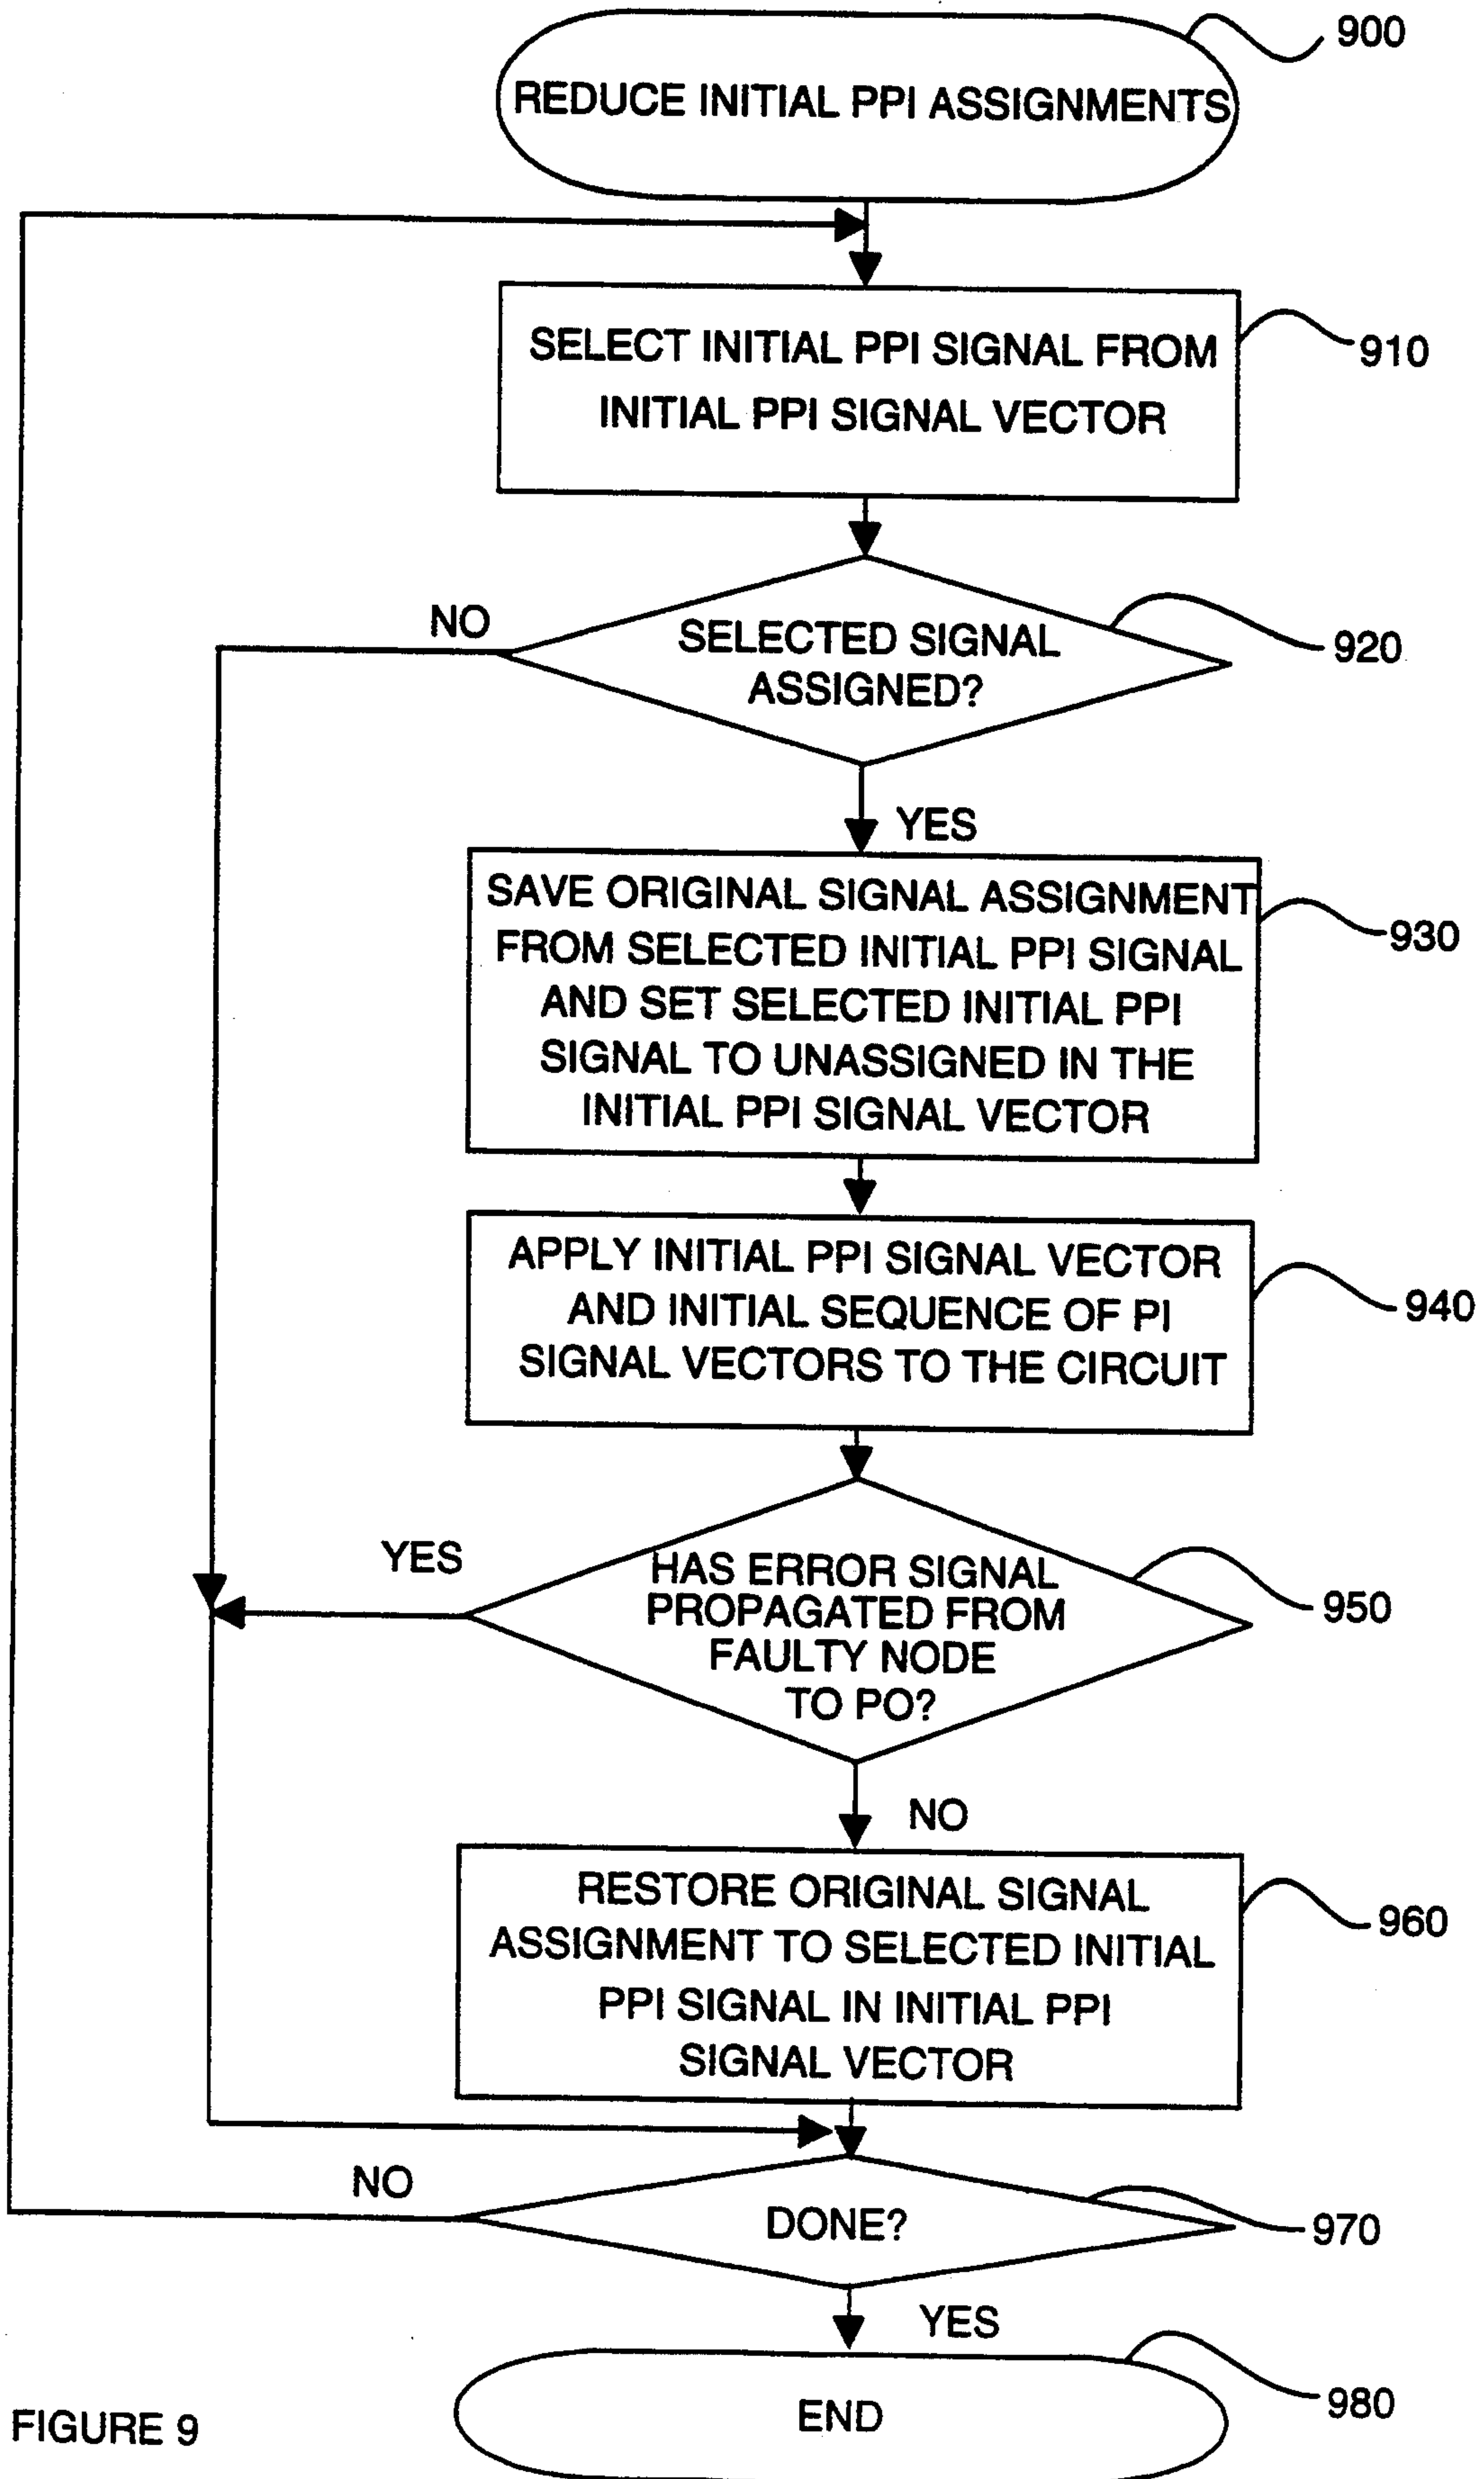 900
REDUCE INITIAL PPI ASSIGNMENTS
SELECT INITIAL PPI SIGNAL FROM
INITIAL PPI SIGNAL VECTOR
910
NO
SELECTED SIGNAL
ASSIGNED?
920
YES
SAVE ORIGINAL SIGNAL ASSIGNMENT
FROM SELECTED INITIAL PPI SIGNAL
AND SET SELECTED INITIAL PPI
SIGNAL TO UNASSIGNED IN THE
INITIAL PPI SIGNAL VECTOR
930
APPLY INITIAL PPI SIGNAL VECTOR
AND INITIAL SEQUENCE OF PI
SIGNAL VECTORS TO THE CIRCUIT
940
YES
HAS ERROR SIGNAL
PROPAGATED FROM
FAULTY NODE
TO PO?
950
NO
RESTORE ORIGINAL SIGNAL
ASSIGNMENT TO SELECTED INITIAL
PPI SIGNAL IN INITIAL PPI
SIGNAL VECTOR
960
NO
DONE?
970
YES
END
980
FIGURE 9